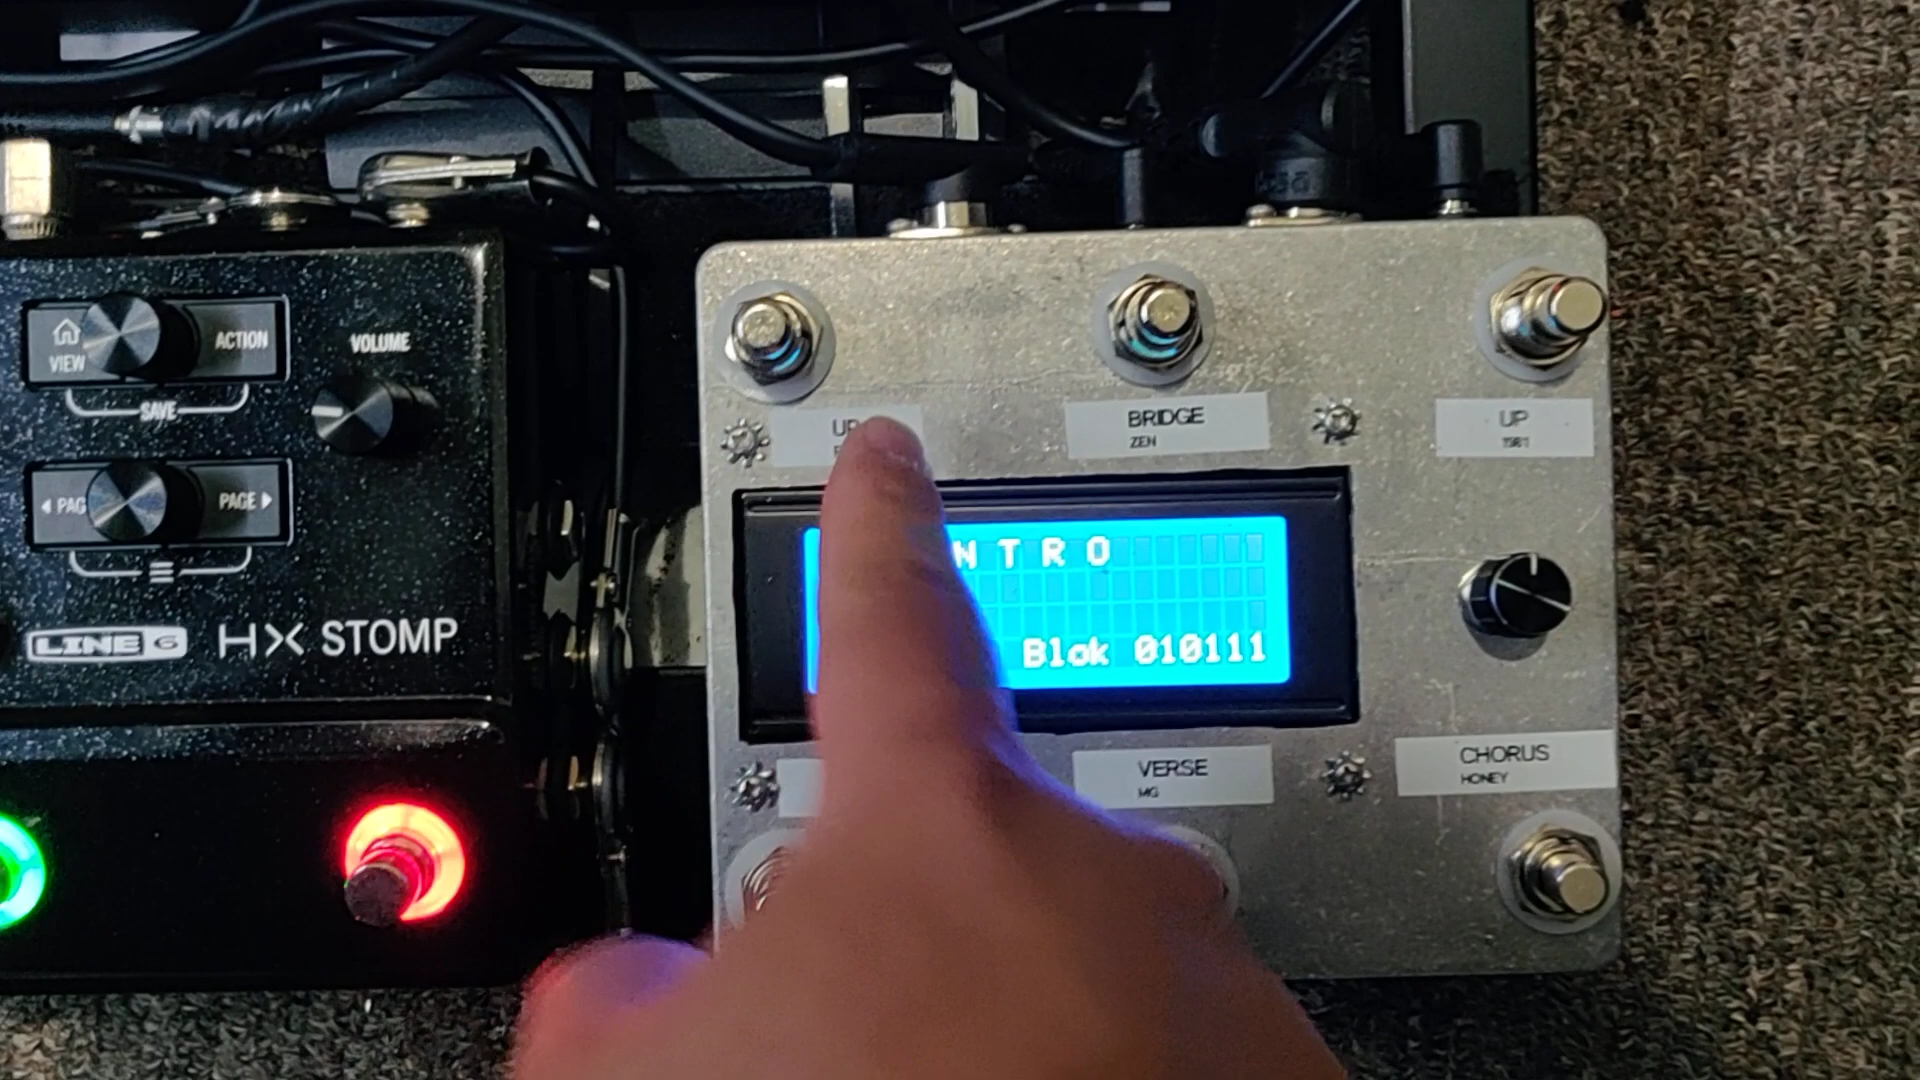 VIEW
ACTION
SAVE
VOLUME
PAGE
LINE 6 HX STOMP
BRIDGE
ZEN
UP
1981
NTRO
Blok 010111
VERSE
MG
CHORUS
HONEY